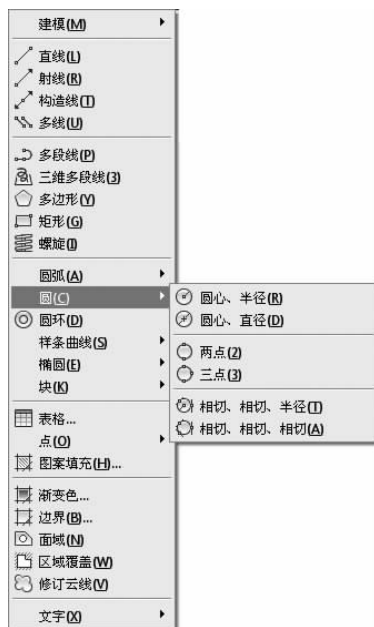 建模(M)
直线(L)
射线(R)
构造线(T)
多线(U)
多段线(P)
三维多段线(3)
多边形(Y)
矩形(G)
螺旋(I)
圆弧(A)
圆(C)
圆环(D)
样条曲线(S)
椭圆(E)
块(K)
表格...
点(O)
图案填充(H)...
渐变色...
边界(B)...
面域(N)
区域覆盖(W)
修订云线(V)
文字(X)
圆心、半径(R)
圆心、直径(D)
两点(2)
三点(3)
相切、相切、半径(T)
相切、相切、相切(A)